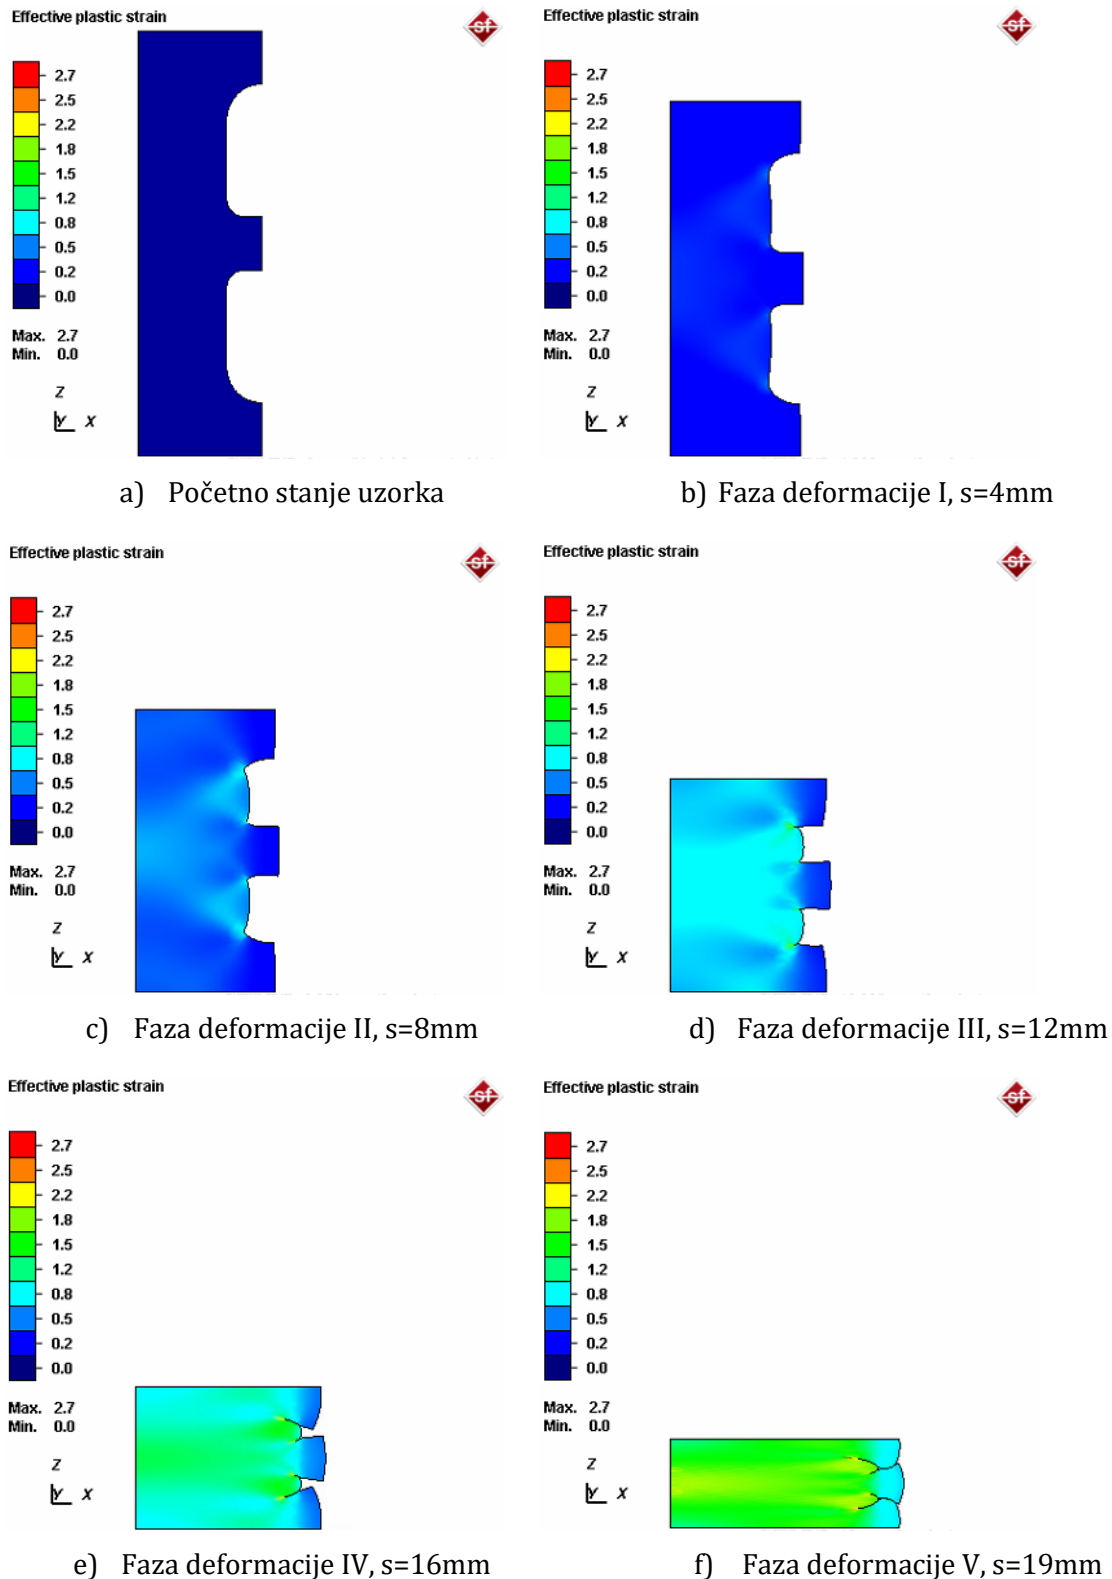 Effective plastic strain
sf
2.7
2.5
2.2
1.8
1.5
1.2
0.8
0.5
0.2
0.0
Max. 2.7
Min. 0.0
Z
Y X
a) Početno stanje uzorka
Effective plastic strain
sf
2.7
2.5
2.2
1.8
1.5
1.2
0.8
0.5
0.2
0.0
Max. 2.7
Min. 0.0
Z
Y X
b) Faza deformacije I, s=4mm
Effective plastic strain
sf
2.7
2.5
2.2
1.8
1.5
1.2
0.8
0.5
0.2
0.0
Max. 2.7
Min. 0.0
Z
Y X
c) Faza deformacije II, s=8mm
Effective plastic strain
sf
2.7
2.5
2.2
1.8
1.5
1.2
0.8
0.5
0.2
0.0
Max. 2.7
Min. 0.0
Z
Y X
d) Faza deformacije III, s=12mm
Effective plastic strain
sf
2.7
2.5
2.2
1.8
1.5
1.2
0.8
0.5
0.2
0.0
Max. 2.7
Min. 0.0
Z
Y X
e) Faza deformacije IV, s=16mm
Effective plastic strain
sf
2.7
2.5
2.2
1.8
1.5
1.2
0.8
0.5
0.2
0.0
Max. 2.7
Min. 0.0
Z
Y X
f) Faza deformacije V, s=19mm